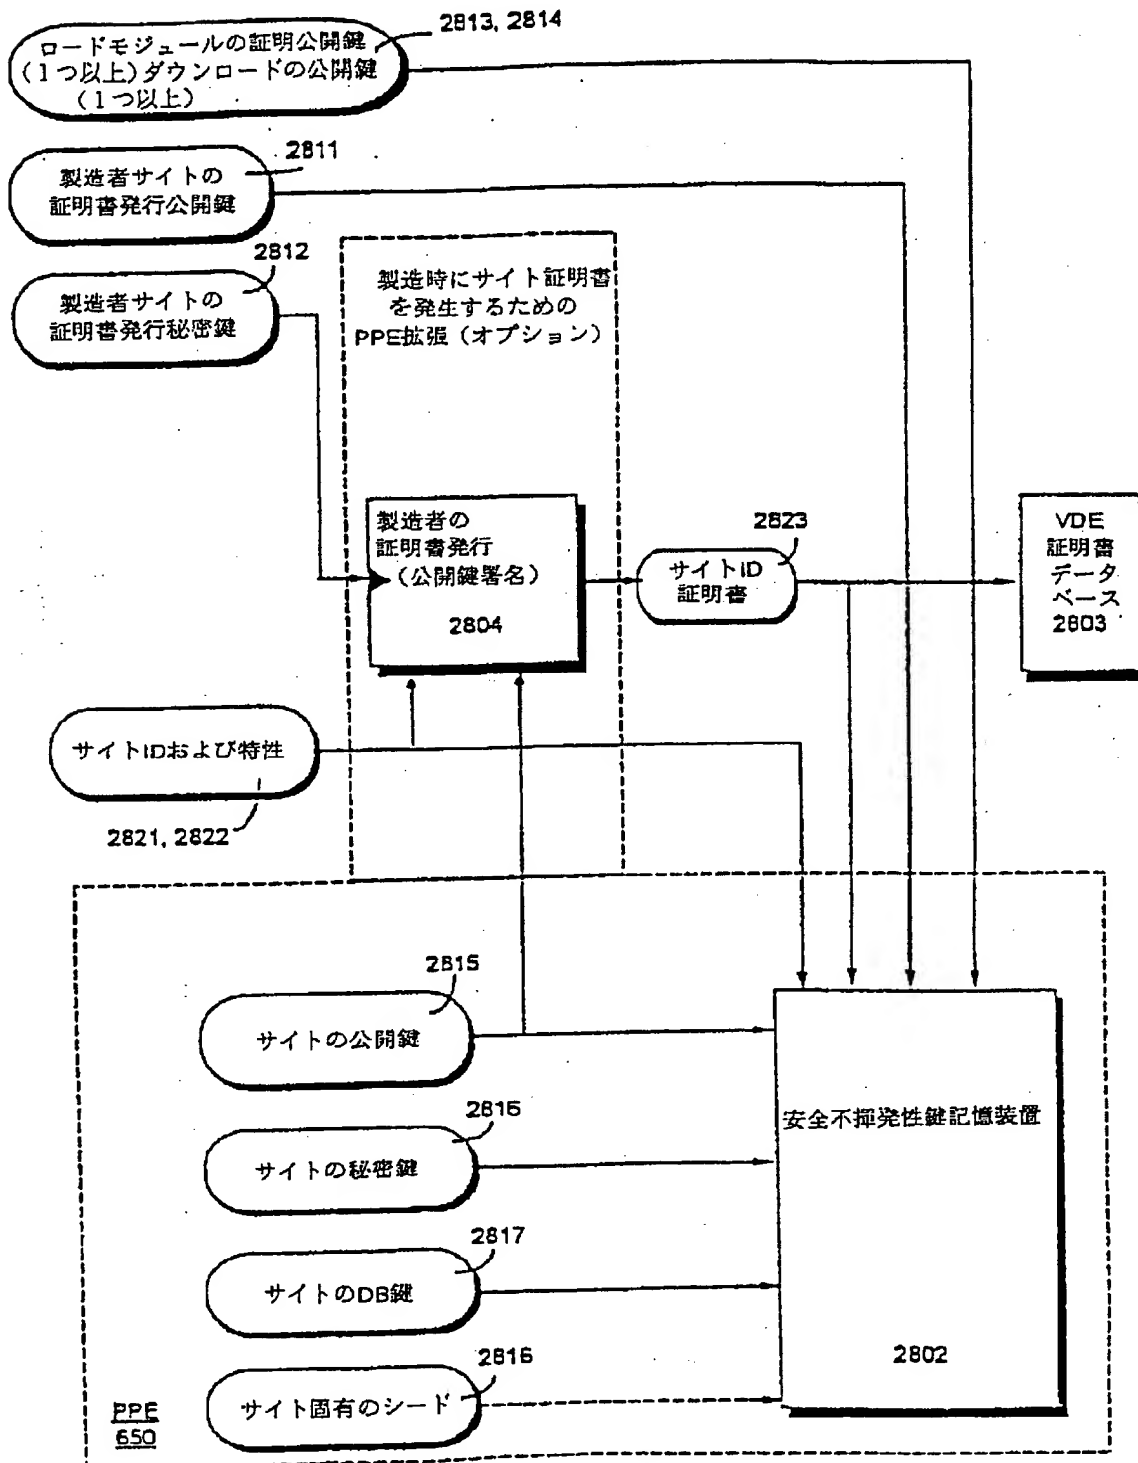 2813, 2814
ロードモジュールの証明公開鍵
(1つ以上)ダウンロードの公開鍵
(1つ以上)
2811
製造者サイトの
証明書発行公開鍵
2812
製造者サイトの
証明書発行秘密鍵
製造時にサイト証明書
を発生するための
PPE拡張(オプション)
製造者の
証明書発行
(公開鍵署名)
2804
2823
サイトID
証明書
VDE
証明書
データ
ベース
2803
サイトIDおよび特性
2821, 2822
2815
サイトの公開鍵
2816
サイトの秘密鍵
2817
サイトのDB鍵
2816
サイト固有のシード
安全不揮発性鍵記憶装置
2802
PPE
650